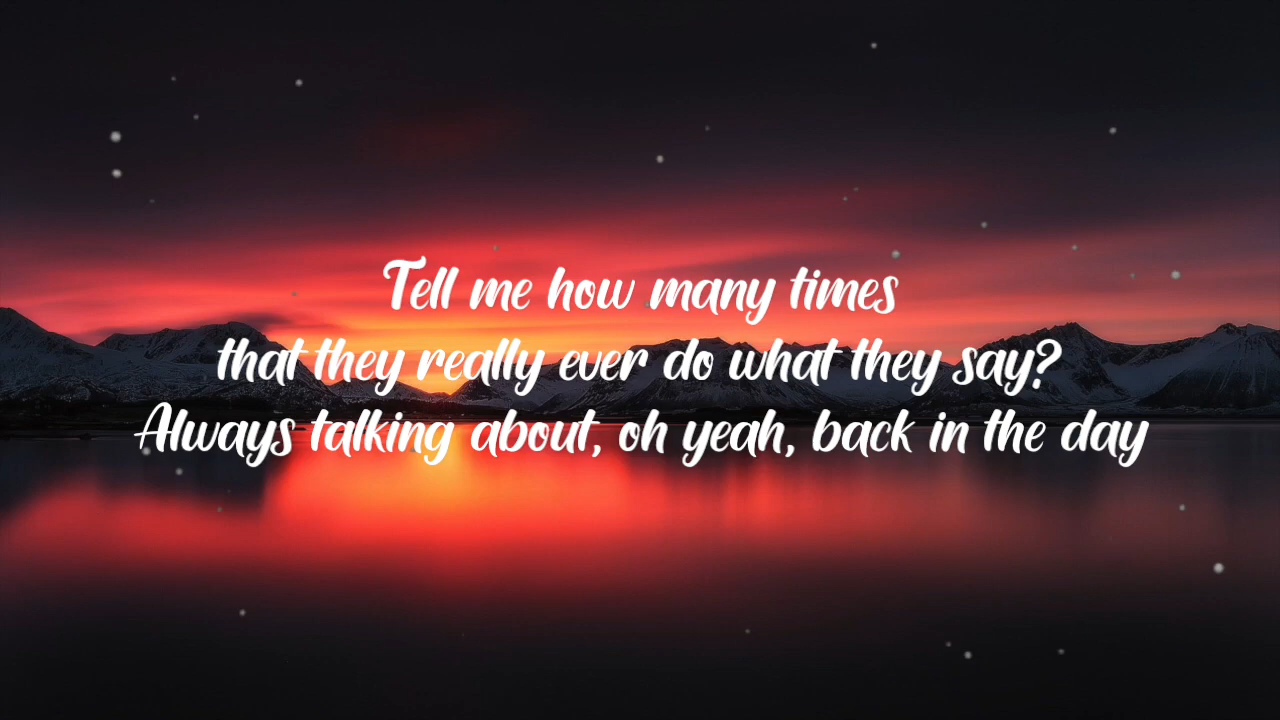 Tell me how many times
that they really ever do what they say?
Always talking about, oh yeah, back in the day